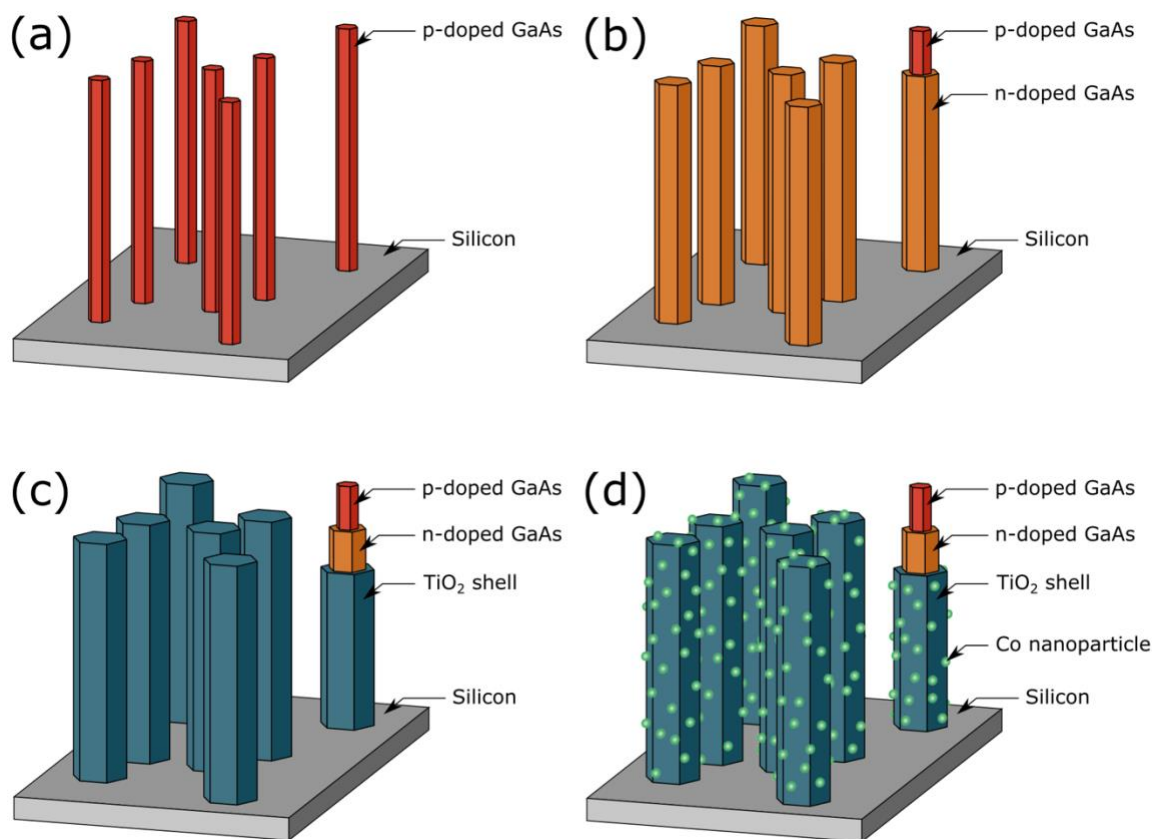 (a)
p-doped GaAs
Silicon
(b)
p-doped GaAs
n-doped GaAs
Silicon
(c)
p-doped GaAs
n-doped GaAs
TiO₂ shell
Silicon
(d)
p-doped GaAs
n-doped GaAs
TiO₂ shell
Co nanoparticle
Silicon